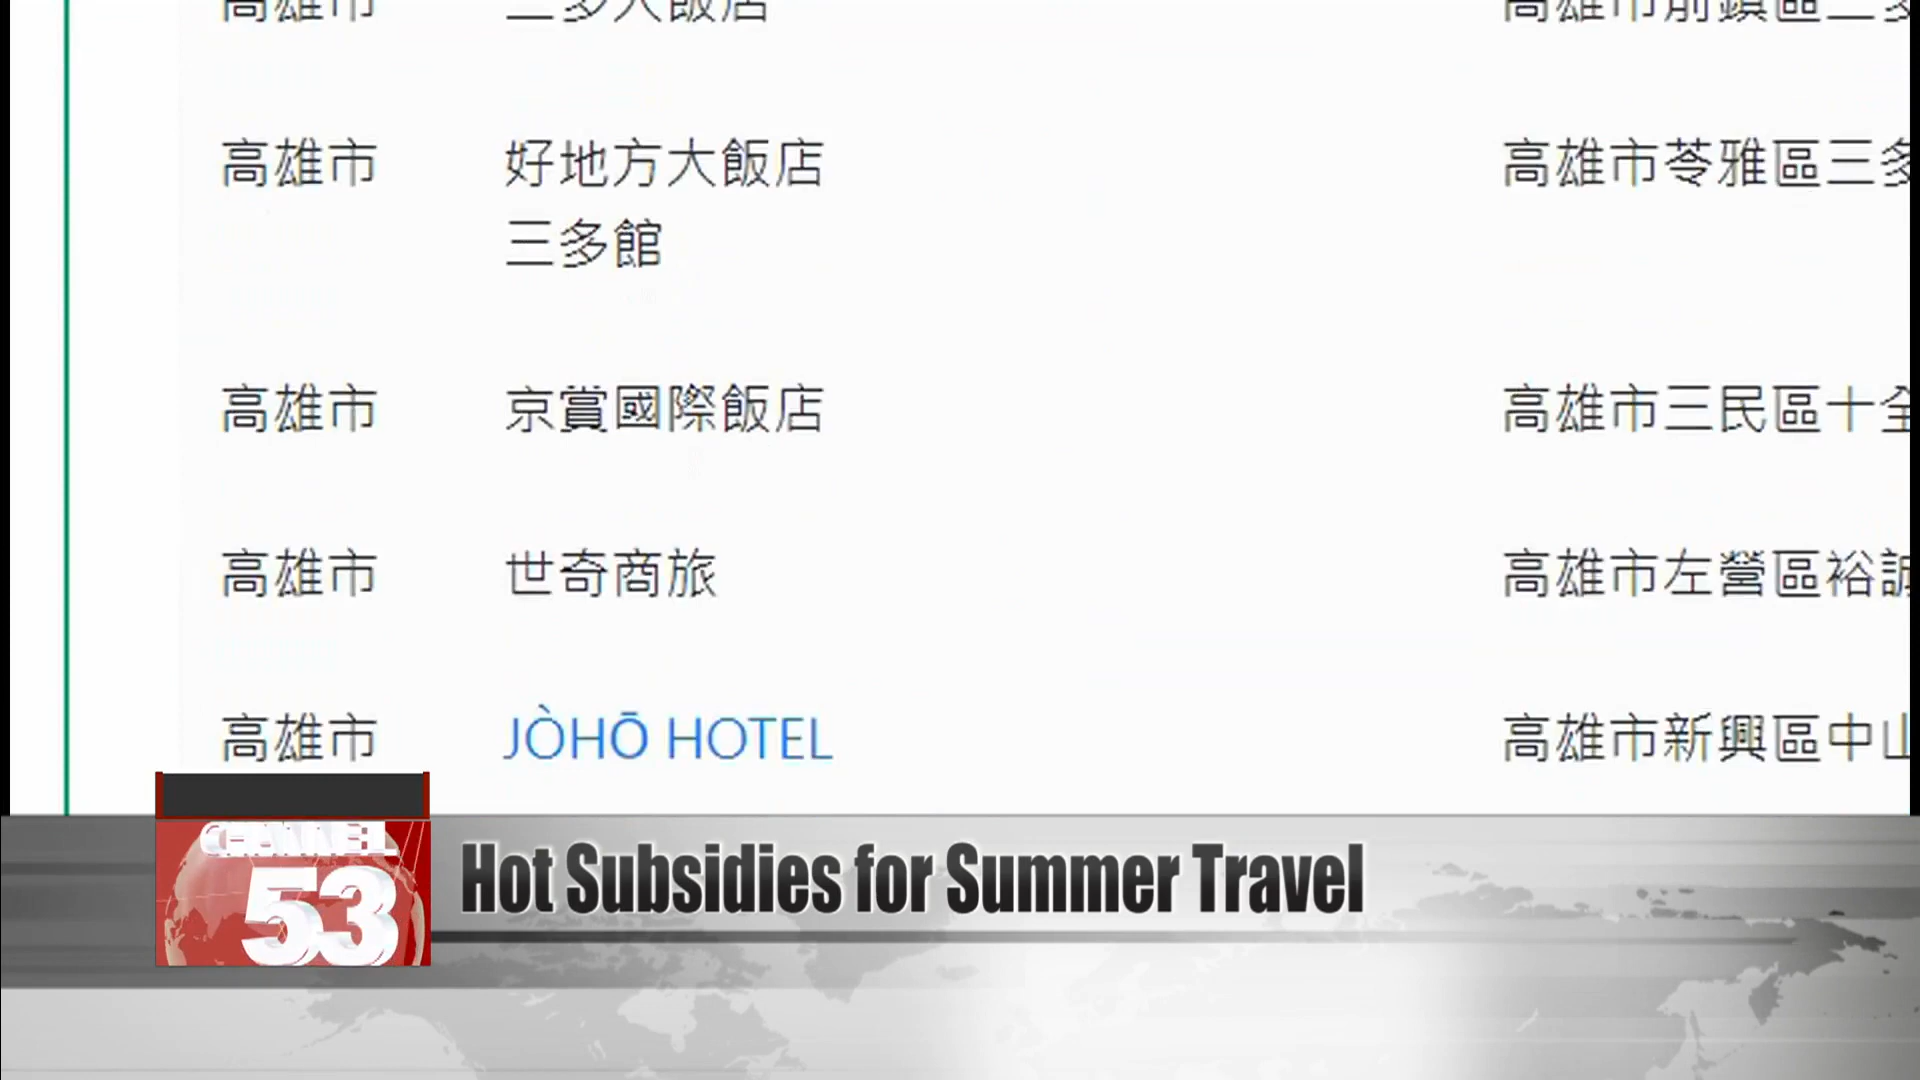 高雄市
高雄市 好地方大飯店 高雄市苓雅區三多
三多館
高雄市 京賞國際飯店 高雄市三民區十全
高雄市 世奇商旅 高雄市左營區裕誠
高雄市 JÒHŌ HOTEL 高雄市新興區中山
CHANNEL
53
Hot Subsidies for Summer Travel